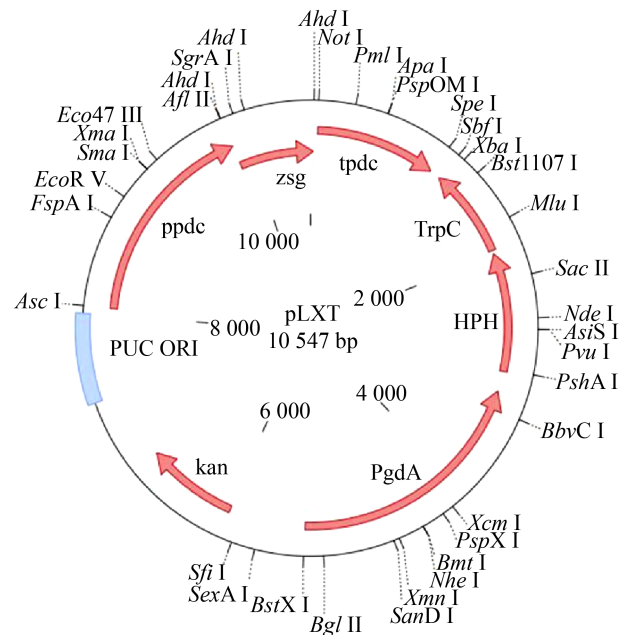 Ahd I
Not I
Pml I
Apa I
PspOM I
Spe I
Sbf I
Xba I
Bst1107 I
Mlu I
Sac II
Nde I
AsiS I
Pvu I
PshA I
BbvC I
Xcm I
PspX I
Bmt I
Nhe I
Xmn I
SanD I
Bgl II
BstX I
SexA I
Sfi I
Asc I
FspA I
EcoR V
Sma I
Xma I
Eco47 III
Afl II
Ahd I
SgrA I
Ahd I
zsg
tpdc
TrpC
HPH
PgdA
kan
PUC ORI
ppdc
10 000
2 000
4 000
6 000
8 000
pLXT
10 547 bp